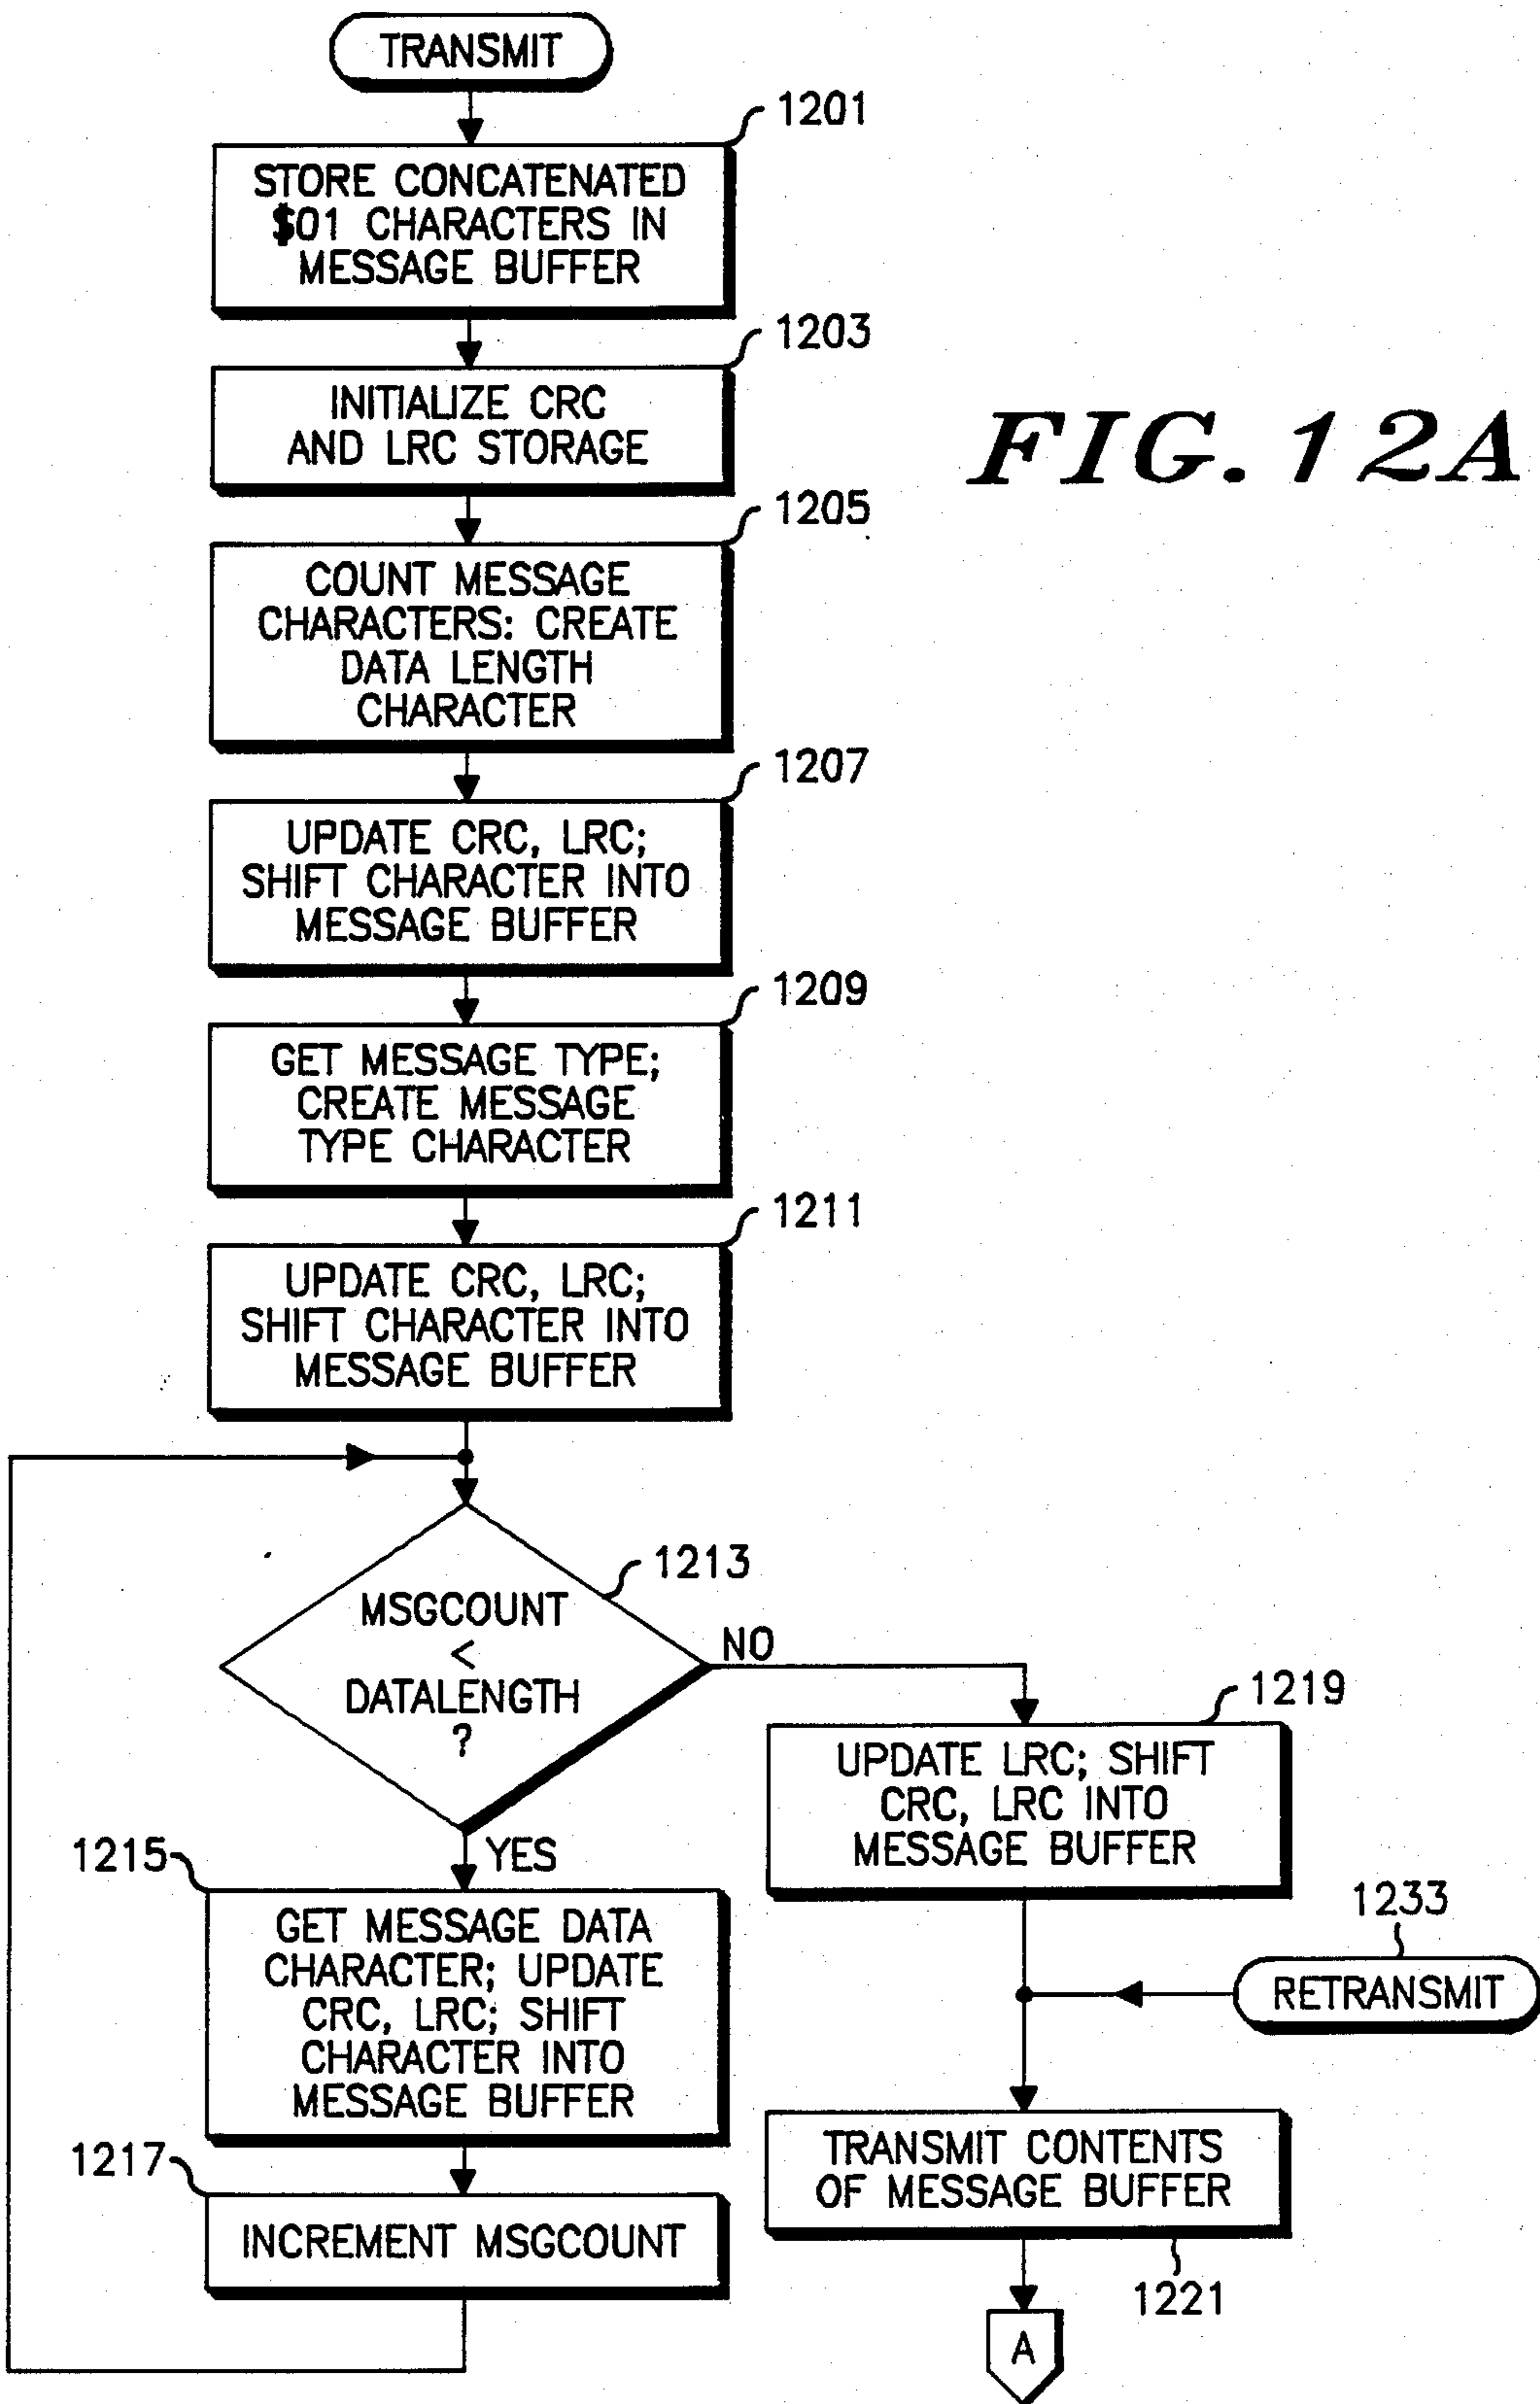 TRANSMIT
1201
STORE CONCATENATED
$01 CHARACTERS IN
MESSAGE BUFFER
1203
INITIALIZE CRC
AND LRC STORAGE
FIG. 12A
1205
COUNT MESSAGE
CHARACTERS: CREATE
DATA LENGTH
CHARACTER
1207
UPDATE CRC, LRC;
SHIFT CHARACTER INTO
MESSAGE BUFFER
1209
GET MESSAGE TYPE;
CREATE MESSAGE
TYPE CHARACTER
1211
UPDATE CRC, LRC;
SHIFT CHARACTER INTO
MESSAGE BUFFER
1213
MSGCOUNT
<
DATALENGTH
?
NO
YES
1215
GET MESSAGE DATA
CHARACTER; UPDATE
CRC, LRC; SHIFT
CHARACTER INTO
MESSAGE BUFFER
1217
INCREMENT MSGCOUNT
1219
UPDATE LRC; SHIFT
CRC, LRC INTO
MESSAGE BUFFER
1233
RETRANSMIT
TRANSMIT CONTENTS
OF MESSAGE BUFFER
1221
A